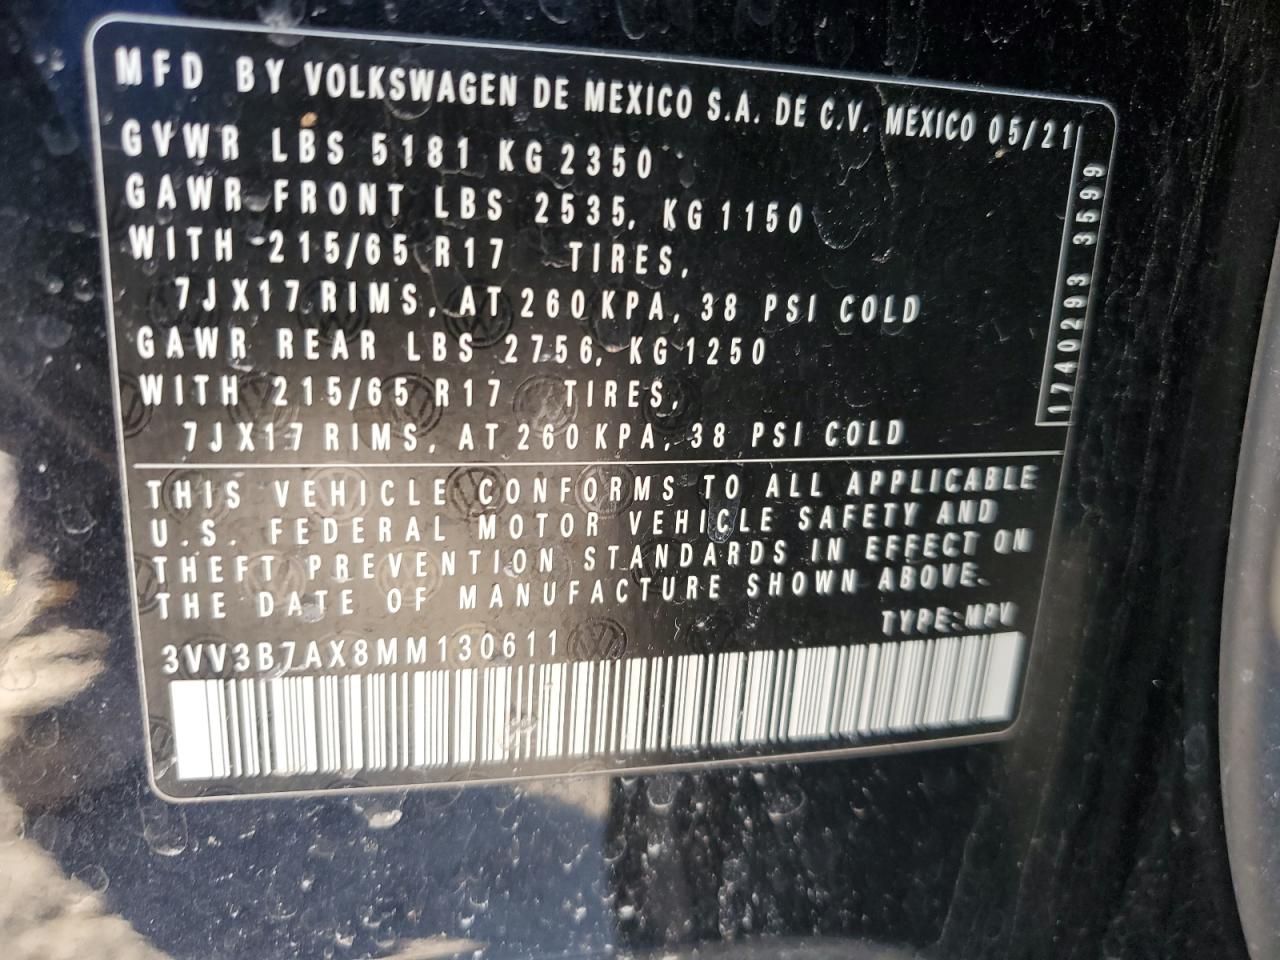 MFD BY VOLKSWAGEN DE MEXICO S.A. DE C.V. MEXICO 05/21
GVWR LBS 5181 KG 2350
GAWR FRONT LBS 2535, KG 1150
WITH 215/65 R17 TIRES,
7JX17 RIMS, AT 260 KPA, 38 PSI COLD
GAWR REAR LBS 2756, KG 1250
WITH 215/65 R17 TIRES,
7JX17 RIMS, AT 260 KPA, 38 PSI COLD
1740293 3599
THIS VEHICLE CONFORMS TO ALL APPLICABLE
U.S. FEDERAL MOTOR VEHICLE SAFETY AND
THEFT PREVENTION STANDARDS IN EFFECT ON
THE DATE OF MANUFACTURE SHOWN ABOVE.
TYPE:MPV
3VV3B7AX8MM130611